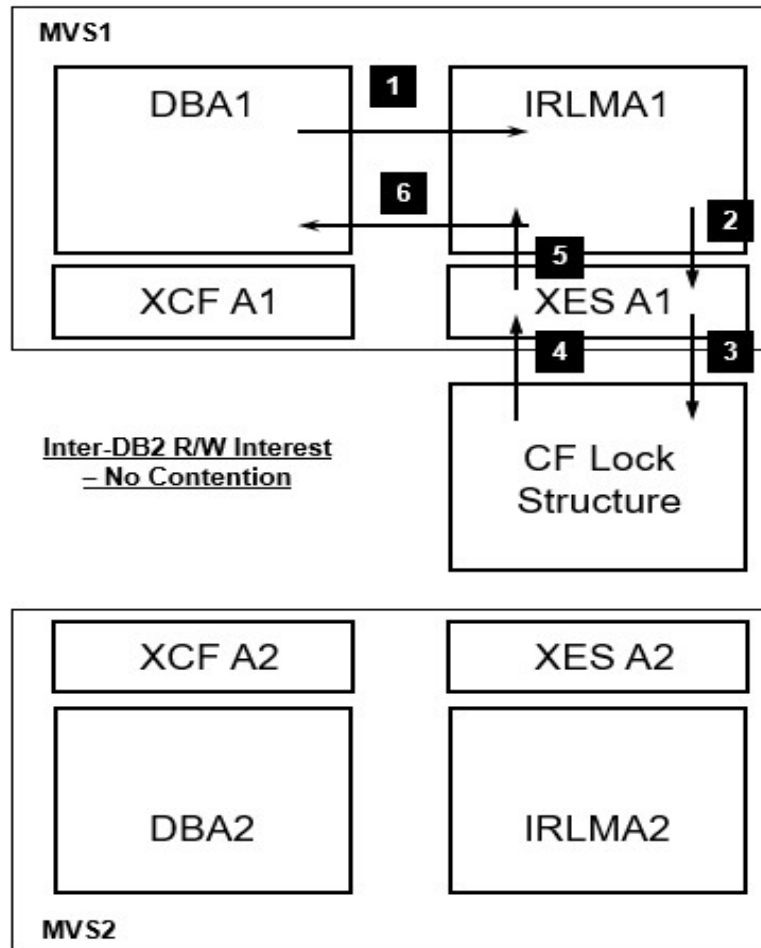 MVS1
DBA1
1
IRLMA1
6
2
5
XCF A1
XES A1
4
3
Inter-DB2 R/W Interest
– No Contention
CF Lock
Structure
XCF A2
XES A2
DBA2
IRLMA2
MVS2